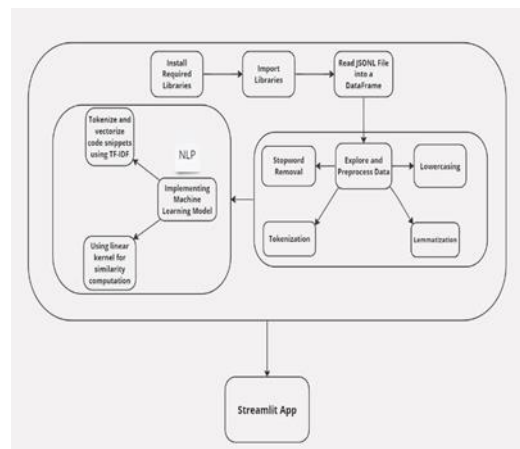 Install
Required
Libraries
Import
Libraries
Read JSONL File
into a
DataFrame
Tokenize and
vectorize
code snippets
using TF-IDF
NLP
Implementing
Machine
Learning Model
Using linear
kernel for
similarity
computation
Stopword
Removal
Explore and
Preprocess Data
Lowercasing
Tokenization
Lemmatization
Streamlit App